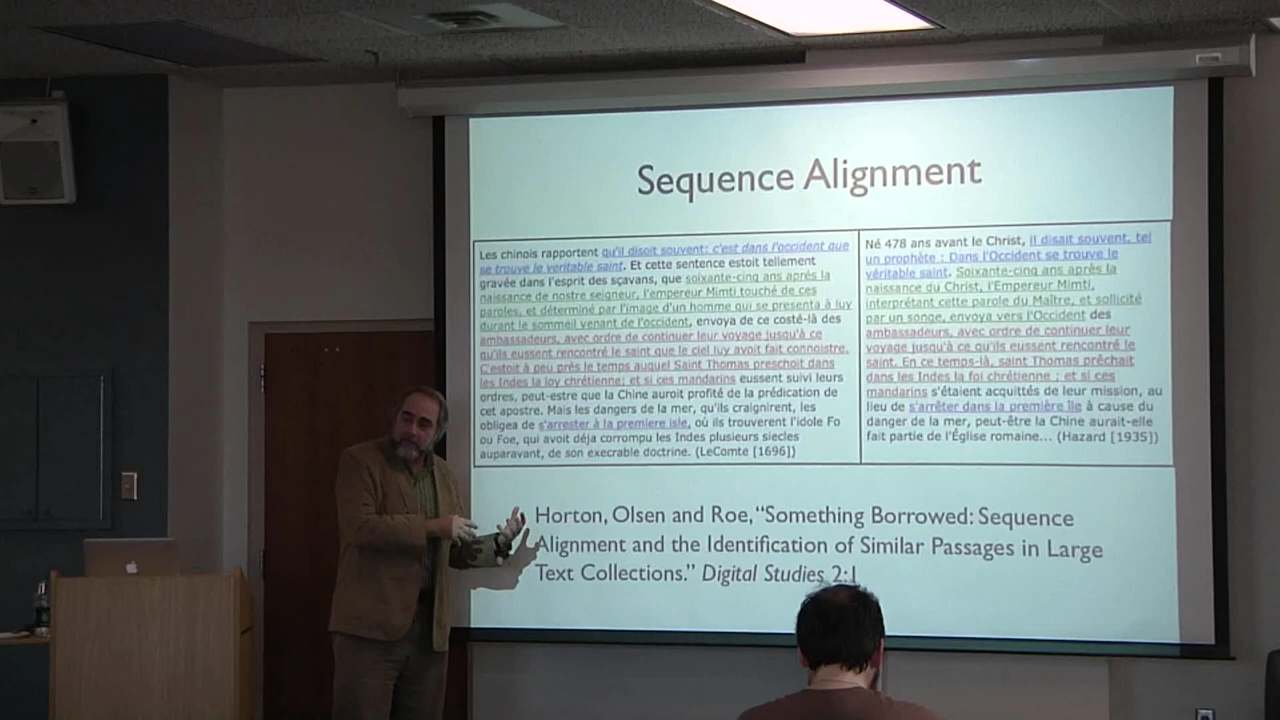 Sequence Alignment
Les chinois rapportent qu'il disoit souvent: c'est dans l'occident que
se trouve le veritable saint. Et cette sentence estoit tellement
gravée dans l'esprit des sçavans, que soixante-cinq ans aprés la
naissance de nostre seigneur, l'empereur Mimti touché de ces
paroles, et déterminé par l'image d'un homme qui se presenta à luy
durant le sommeil venant de l'occident, envoya de ce costé-là des
ambassadeurs, avec ordre de continuer leur voyage jusqu'à ce
qu'ils eussent rencontré le saint que le ciel luy avoit fait connoistre.
C'estoit à peu prés le temps auquel Saint Thomas preschoit dans
les Indes la loy chrétienne; et si ces mandarins eussent suivi leurs
ordres, peut-estre que la Chine auroit profité de la prédication de
cet apostre. Mais les dangers de la mer, qu'ils craignirent, les
obligea de s'arrester à la premiere isle, où ils trouverent l'idole Fo
ou Foe, qui avoit déja corrompu les Indes plusieurs siecles
auparavant, de son execrable doctrine. (LeComte [1696])
Né 478 ans avant le Christ, il disait souvent, tel
un prophète : Dans l'Occident se trouve le
véritable saint. Soixante-cinq ans après la
naissance du Christ, l'Empereur Mimti,
interprétant cette parole du Maître, et sollicité
par un songe, envoya vers l'Occident des
ambassadeurs, avec ordre de continuer leur
voyage jusqu'à ce qu'ils eussent rencontré le
saint. En ce temps-là, saint Thomas prêchait
dans les Indes la foi chrétienne ; et si ces
mandarins s'étaient acquittés de leur mission, au
lieu de s'arrêter dans la première île à cause du
danger de la mer, peut-être la Chine aurait-elle
fait partie de l'Église romaine... (Hazard [1935])
Horton, Olsen and Roe, “Something Borrowed: Sequence
Alignment and the Identification of Similar Passages in Large
Text Collections.” Digital Studies 2:1